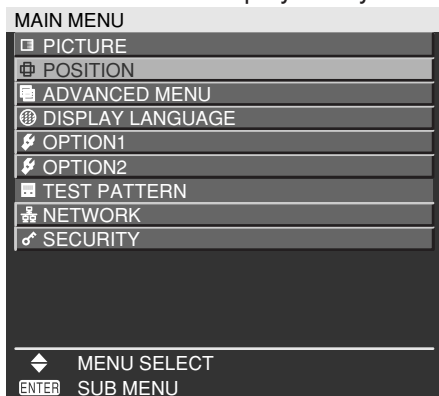 MAIN MENU
PICTURE
POSITION
ADVANCED MENU
DISPLAY LANGUAGE
OPTION1
OPTION2
TEST PATTERN
NETWORK
SECURITY
MENU SELECT
ENTER SUB MENU